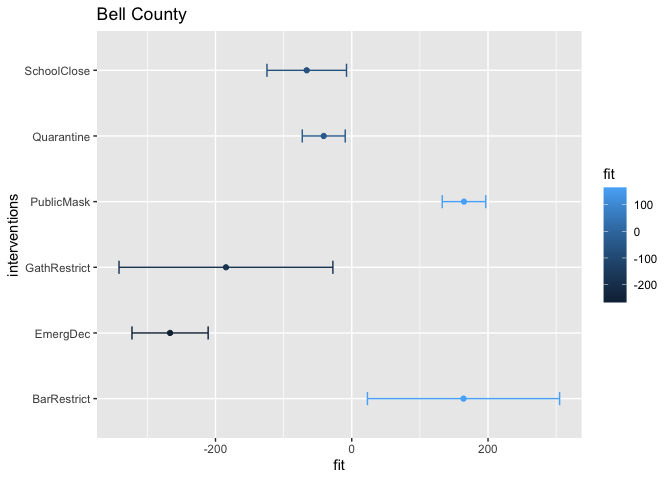 Bell County
interventions
SchoolClose
Quarantine
PublicMask
GathRestrict
EmergDec
BarRestrict
-200
0
200
fit
fit
100
0
-100
-200